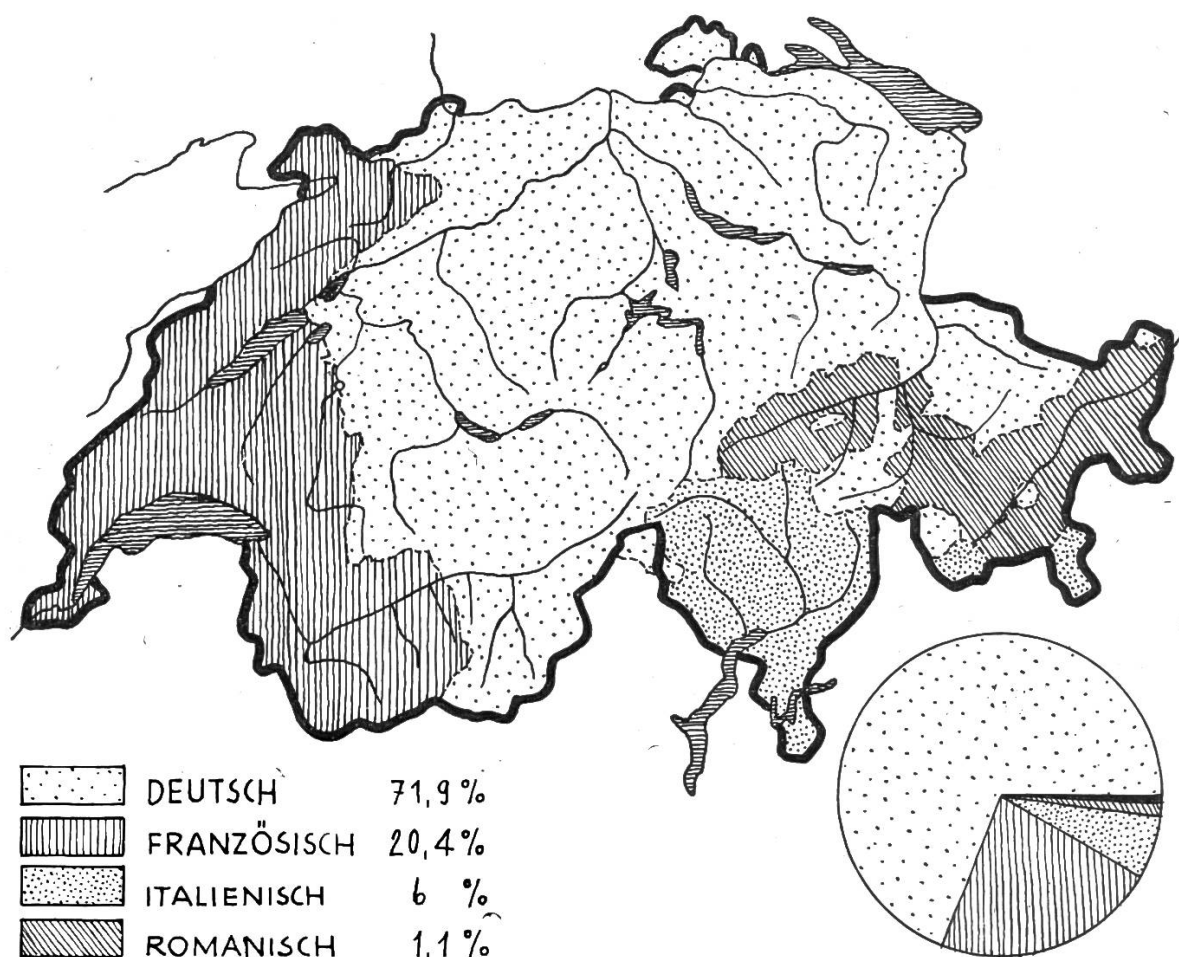 DEUTSCH 71,9 %
FRANZÖSISCH 20,4 %
ITALIENISCH 6 %
ROMANISCH 1,1 %